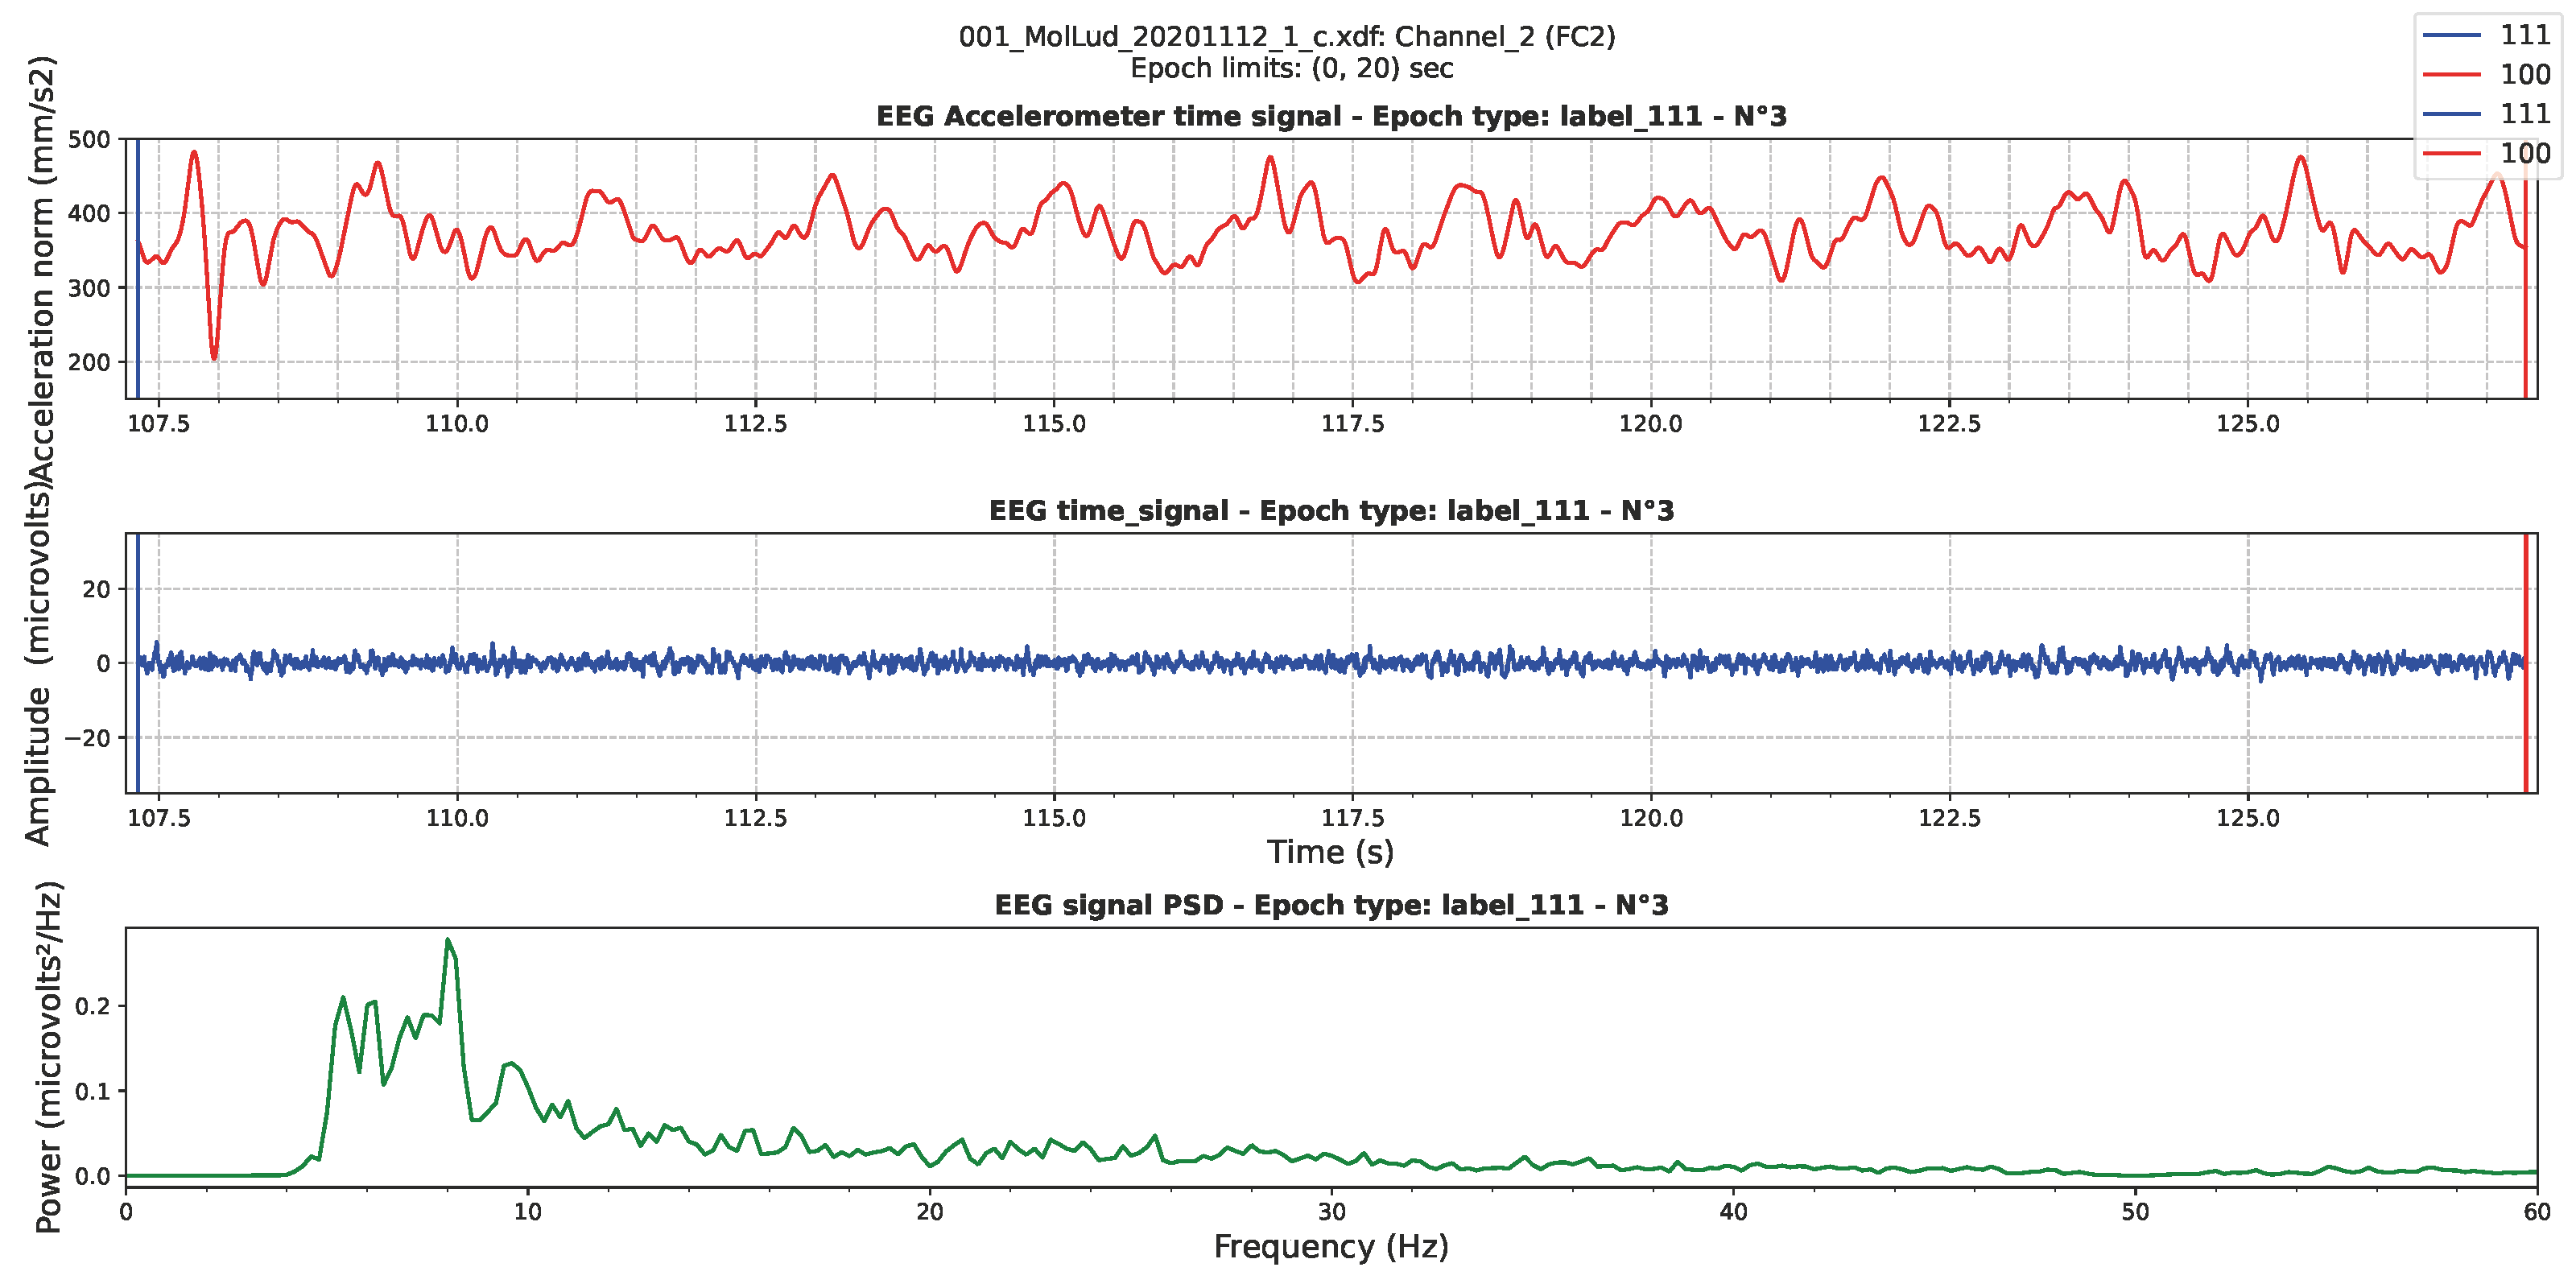 001_MolLud_20201112_1_c.xdf: Channel_2 (FC2)
Epoch limits: (0, 20) sec
111
100
111
100
EEG Accelerometer time signal - Epoch type: label_111 - N°3
Acceleration norm (mm/s2)
500
400
300
200
107.5 110.0 112.5 115.0 117.5 120.0 122.5 125.0
EEG time_signal - Epoch type: label_111 - N°3
Amplitude (microvolts)
20
0
−20
107.5 110.0 112.5 115.0 117.5 120.0 122.5 125.0
Time (s)
EEG signal PSD - Epoch type: label_111 - N°3
Power (microvolts²/Hz)
0.2
0.1
0.0
0 10 20 30 40 50 60
Frequency (Hz)